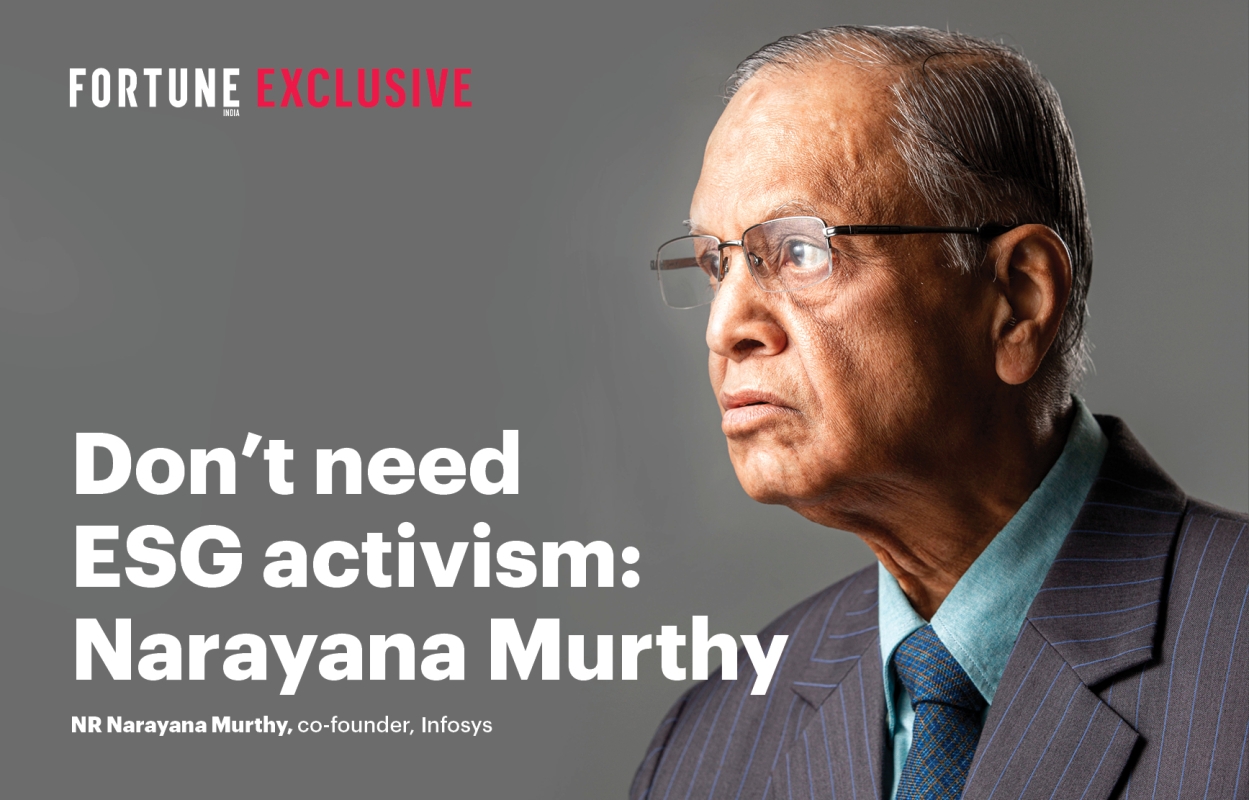 FORTUNE EXCLUSIVE
INDIA
Don’t need
ESG activism:
Narayana Murthy
NR Narayana Murthy, co-founder, Infosys